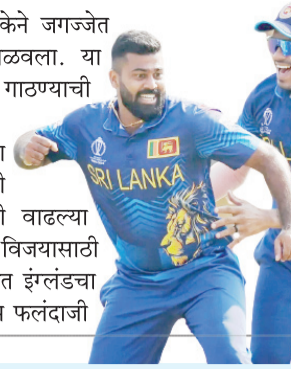 केने जगज्जेत
ळवला. या
गाठण्याची
ा
ी
ी वाढल्या
विजयासाठी
त इंग्लंडचा
फलंदाजी
SRI LANKA